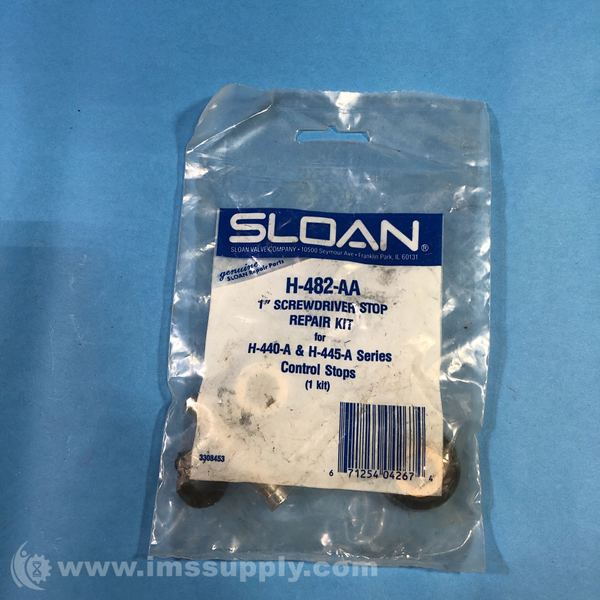 SLOAN®
SLOAN VALVE COMPANY • 10500 Seymour Ave • Franklin Park, IL 60131
genuine
SLOAN Repair Parts
H-482-AA
1" SCREWDRIVER STOP
REPAIR KIT
for
H-440-A & H-445-A Series
Control Stops
(1 kit)
3308453
6 71254 04267 4
www.imssupply.com